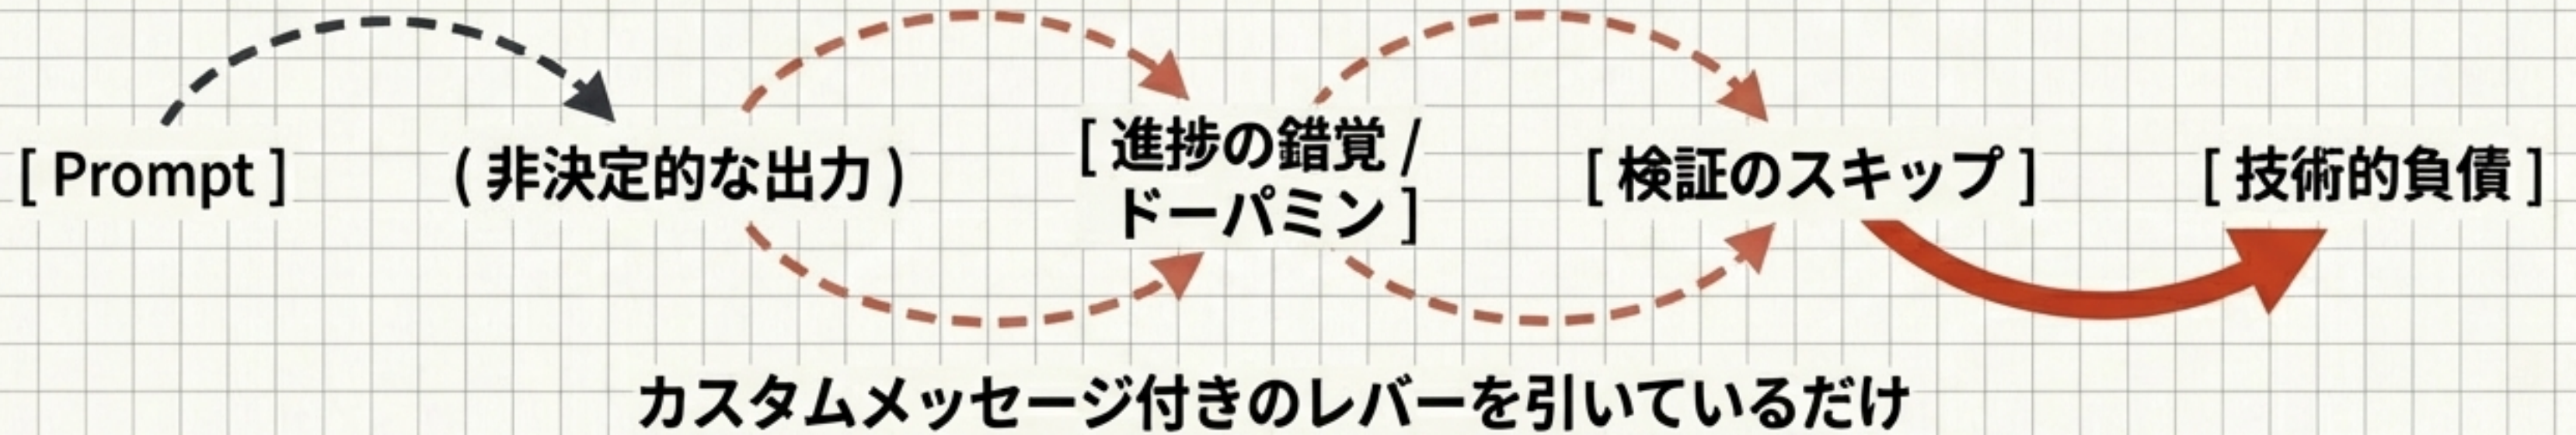 [ Prompt ]
( 非決定的な出力 )
[ 進捗の錯覚 /
ドーパミン ]
[ 検証のスキップ ]
[ 技術的負債 ]
カスタムメッセージ付きのレバーを引いているだけ